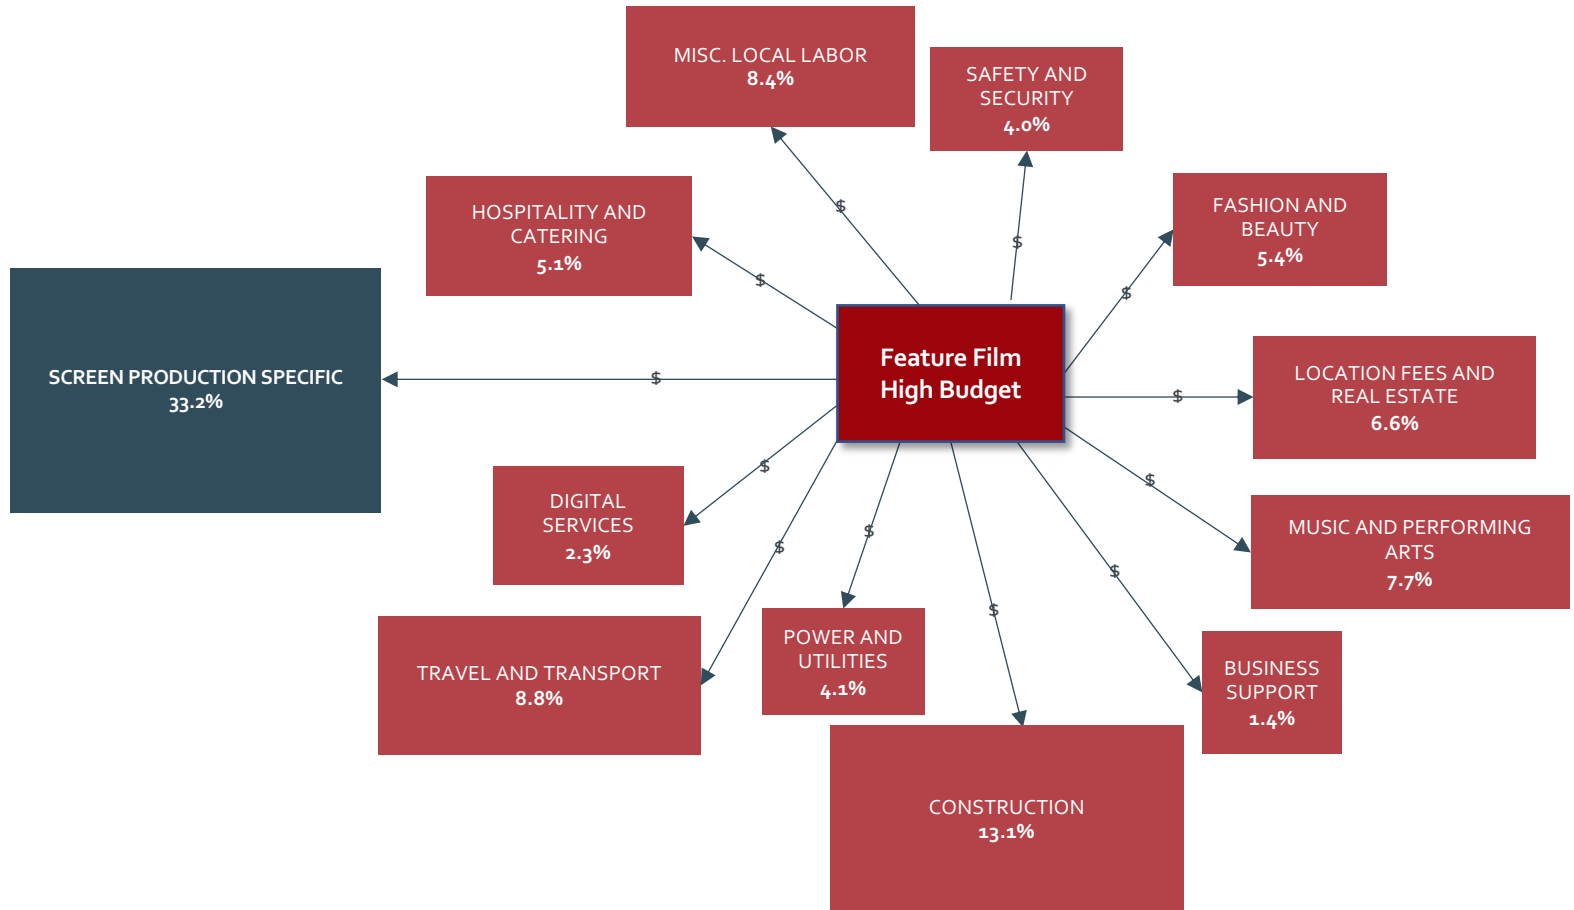 MISC. LOCAL LABOR
8.4%
SAFETY AND
SECURITY
4.0%
HOSPITALITY AND
CATERING
5.1%
FASHION AND
BEAUTY
5.4%
$
$
$
$
SCREEN PRODUCTION SPECIFIC
33.2%
$
Feature Film
High Budget
$
LOCATION FEES AND
REAL ESTATE
6.6%
$
$
DIGITAL
SERVICES
2.3%
$
$
$
$
MUSIC AND PERFORMING
ARTS
7.7%
TRAVEL AND TRANSPORT
8.8%
POWER AND
UTILITIES
4.1%
BUSINESS
SUPPORT
1.4%
CONSTRUCTION
13.1%